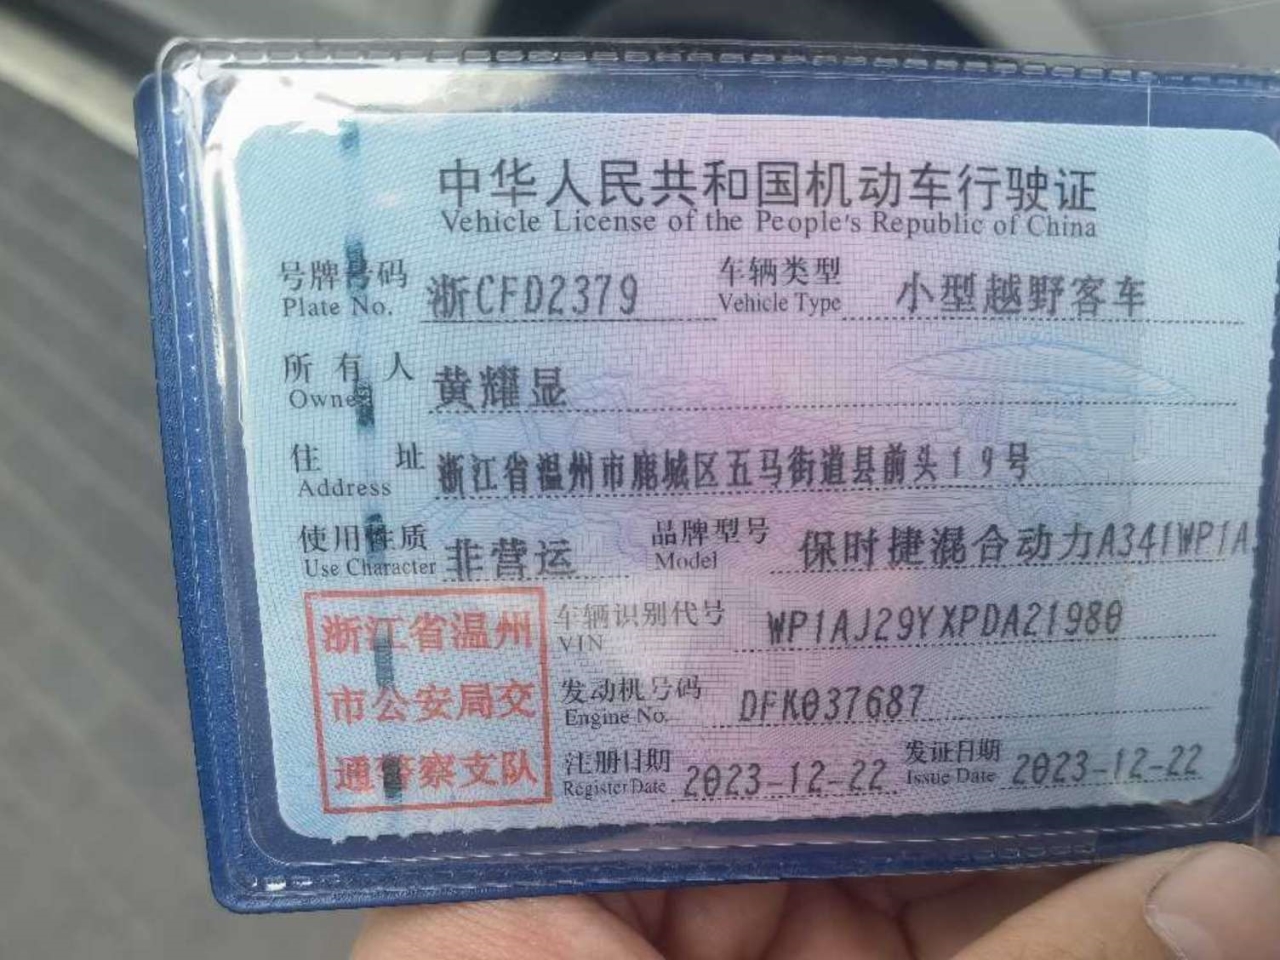 中华人民共和国机动车行驶证
Vehicle License of the People's Republic of China
号牌号码 浙CFD2379 车辆类型 小型越野客车
Plate No. Vehicle Type
所有人 黄耀显
Owner
住址 浙江省温州市鹿城区五马街道县前头19号
Address
使用性质 非营运 品牌型号 保时捷混合动力A341WP1A
Use Character Model
浙江省温州 车辆识别代号 WP1AJ29YXPDA21980
VIN
市公安局交 发动机号码 DFK037687
Engine No.
通警察支队 注册日期 2023-12-22 发证日期 2023-12-22
Register Date Issue Date